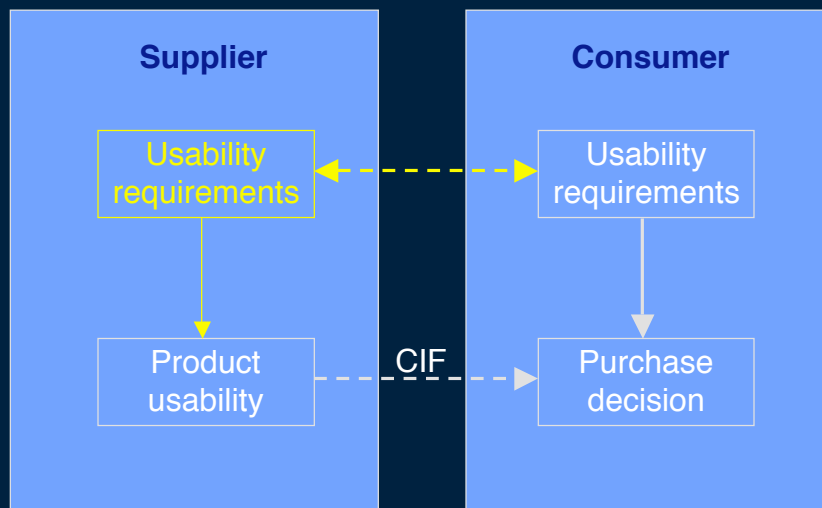 Supplier
Consumer
Usability
requirements
Usability
requirements
CIF
Product
usability
Purchase
decision